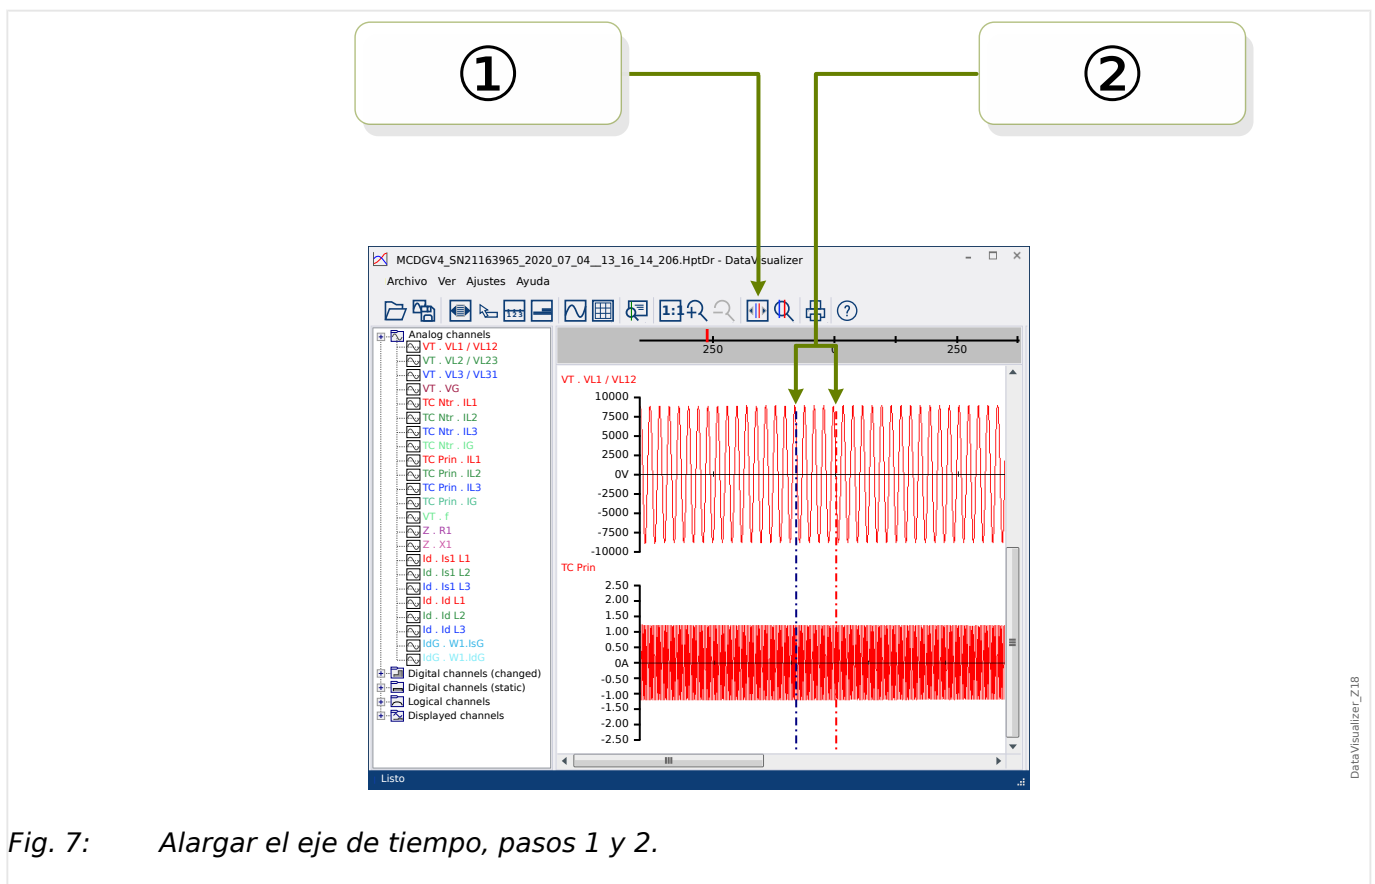 ①
②
MCDGV4_SN21163965_2020_07_04__13_16_14_206.HptDr - DataVisualizer
Archivo Ver Ajustes Ayuda
1:1
123
Analog channels
VT . VL1 / VL12
VT . VL2 / VL23
VT . VL3 / VL31
VT . VG
TC Ntr . IL1
TC Ntr . IL2
TC Ntr . IL3
TC Ntr . IG
TC Prin . IL1
TC Prin . IL2
TC Prin . IL3
TC Prin . IG
VT . f
Z . R1
Z . X1
Id . Is1 L1
Id . Is1 L2
Id . Is1 L3
Id . Id L1
Id . Id L2
Id . Id L3
IdG . W1.IsG
IdG . W1.IdG
Digital channels (changed)
Digital channels (static)
Logical channels
Displayed channels
250 0 250
VT . VL1 / VL12
10000
7500
5000
2500
0V
-2500
-5000
-7500
-10000
TC Prin
2.50
2.00
1.50
1.00
0.50
0A
-0.50
-1.00
-1.50
-2.00
-2.50
Listo
DataVisualizer_Z18
Fig. 7: Alargar el eje de tiempo, pasos 1 y 2.